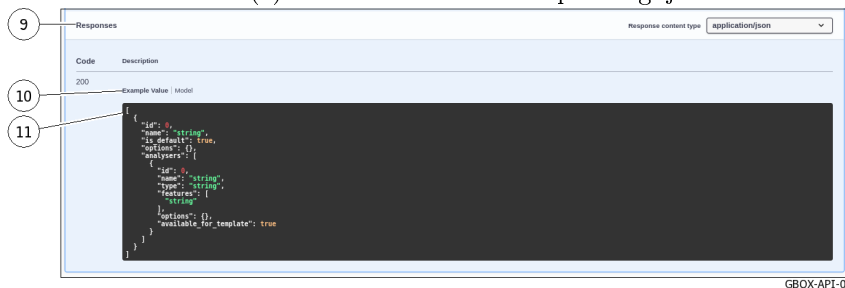 9
Responses
Response content type application/json
Code Description
200
10
Example Value | Model
11
[
  {
    "id": 0,
    "name": "string",
    "is_default": true,
    "options": {},
    "analysers": [
      {
        "id": 0,
        "name": "string",
        "type": "string",
        "features": [
          "string"
        ],
        "options": {},
        "available_for_template": true
      }
    ]
  }
]
GBOX-API-0